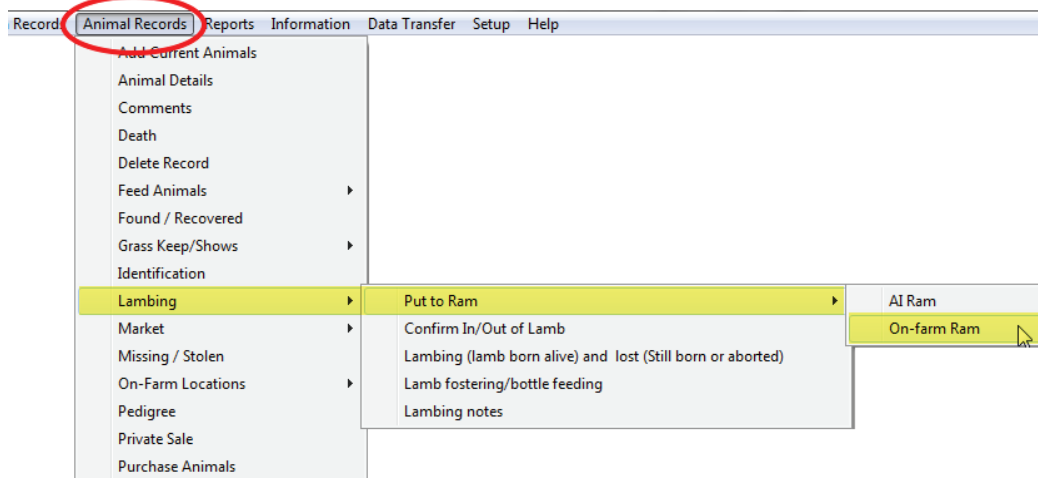 Records Animal Records Reports Information Data Transfer Setup Help
Add Current Animals
Animal Details
Comments
Death
Delete Record
Feed Animals
Found / Recovered
Grass Keep/Shows
Identification
Lambing Put to Ram AI Ram
Market Confirm In/Out of Lamb On-farm Ram
Missing / Stolen Lambing (lamb born alive) and lost (Still born or aborted)
On-Farm Locations Lamb fostering/bottle feeding
Pedigree Lambing notes
Private Sale
Purchase Animals